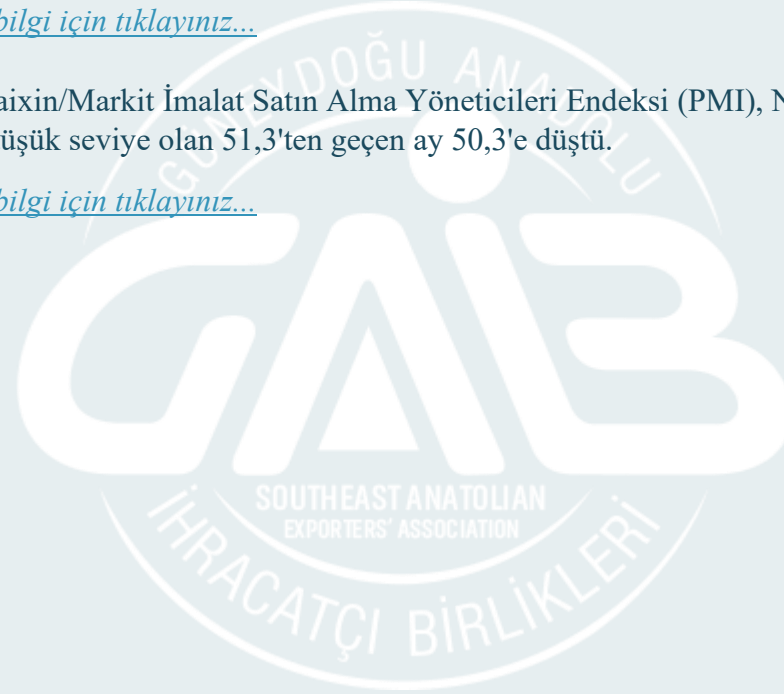 bilgi için tıklayınız...
aixin/Markit İmalat Satın Alma Yöneticileri Endeksi (PMI), N
üşük seviye olan 51,3'ten geçen ay 50,3'e düştü.
bilgi için tıklayınız...
GÜNEYDOĞU ANADOLU
GAİB
SOUTHEAST ANATOLIAN
EXPORTERS' ASSOCIATION
İHRACATÇI BİRLİKLERİ